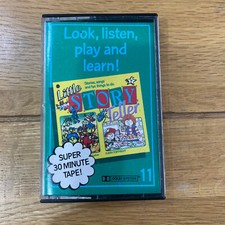 Look, listen,
play and
learn!
Stories, songs
and fun things to do.
Little
STORY
Teller
SUPER
30 MINUTE
TAPE!
11